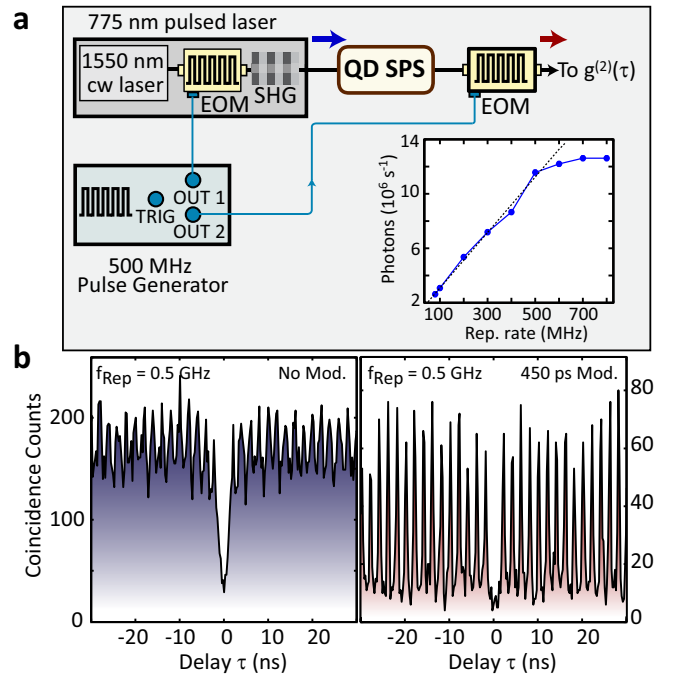 a
775 nm pulsed laser
1550 nm
cw laser
EOM
SHG
QD SPS
EOM
To g(2)(τ)
OUT 1
TRIG
OUT 2
500 MHz
Pulse Generator
Photons (10⁶ s⁻¹)
14
10
6
2
100 300 500 700
Rep. rate (MHz)
b
fRep = 0.5 GHz No Mod.
Coincidence Counts
200
100
0
-20 -10 0 10 20
Delay τ (ns)
fRep = 0.5 GHz 450 ps Mod.
80
60
40
20
0
-20 -10 0 10 20
Delay τ (ns)